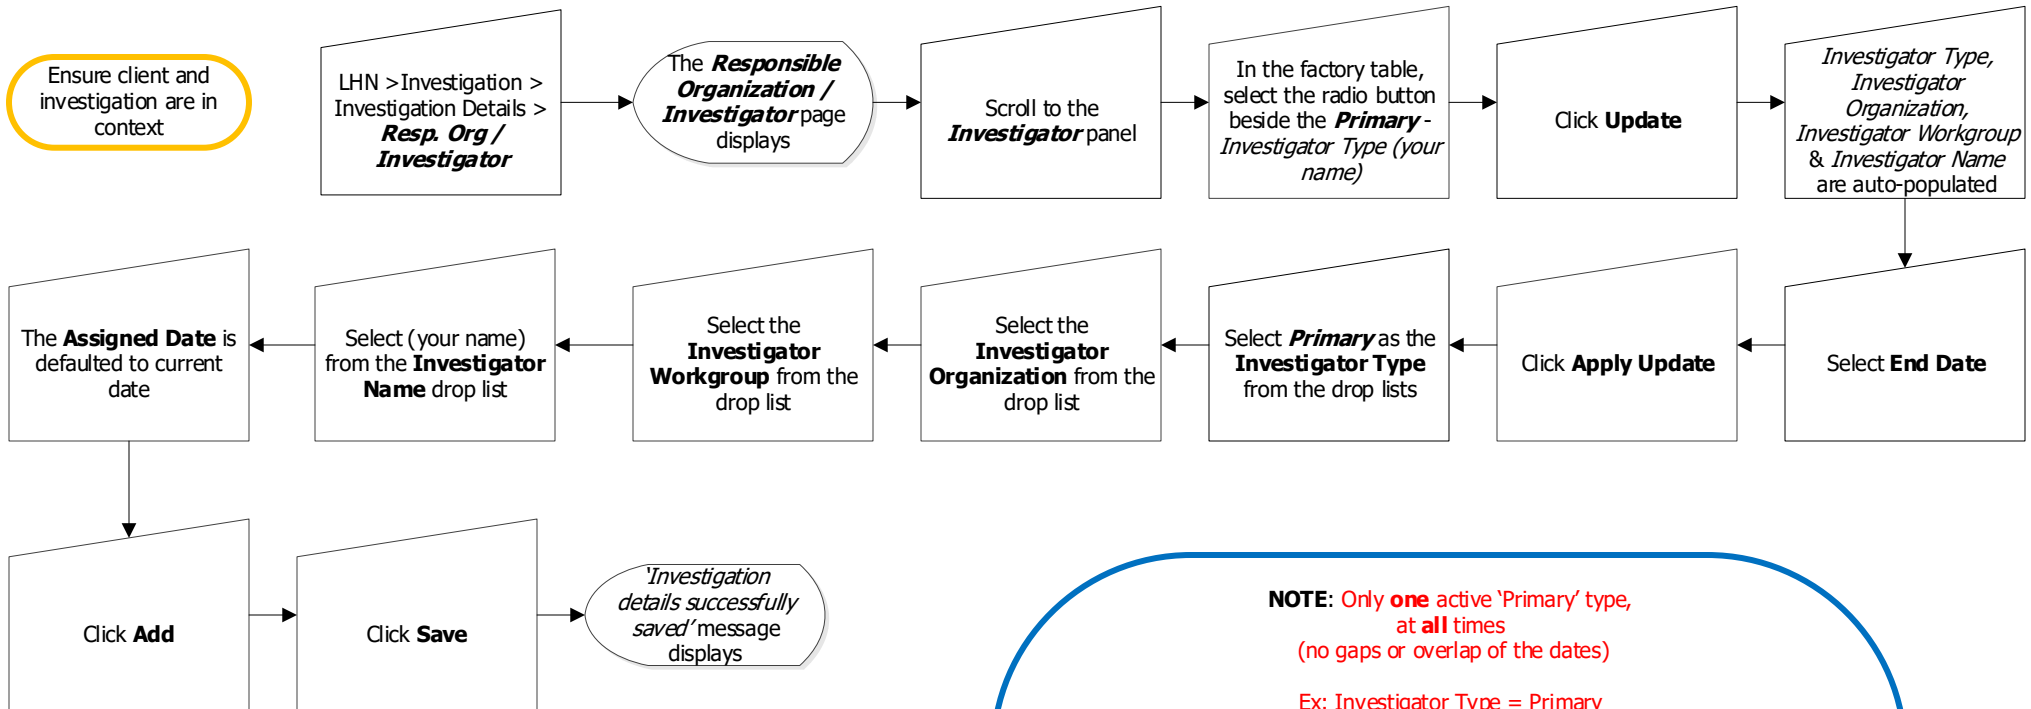 Ensure client and
investigation are in
context
LHN >Investigation >
Investigation Details >
Resp. Org /
Investigator
The Responsible
Organization /
Investigator page
displays
Scroll to the
Investigator panel
In the factory table,
select the radio button
beside the Primary -
Investigator Type (your
name)
Click Update
Investigator Type,
Investigator
Organization,
Investigator Workgroup
& Investigator Name
are auto-populated
Select End Date
Click Apply Update
Select Primary as the
Investigator Type
from the drop lists
Select the
Investigator
Organization from the
drop list
Select the
Investigator
Workgroup from the
drop list
Select (your name)
from the Investigator
Name drop list
The Assigned Date is
defaulted to current
date
Click Add
Click Save
‘Investigation
details successfully
saved’ message
displays
NOTE: Only one active ‘Primary’ type,
at all times
(no gaps or overlap of the dates)
Ex: Investigator Type = Primary